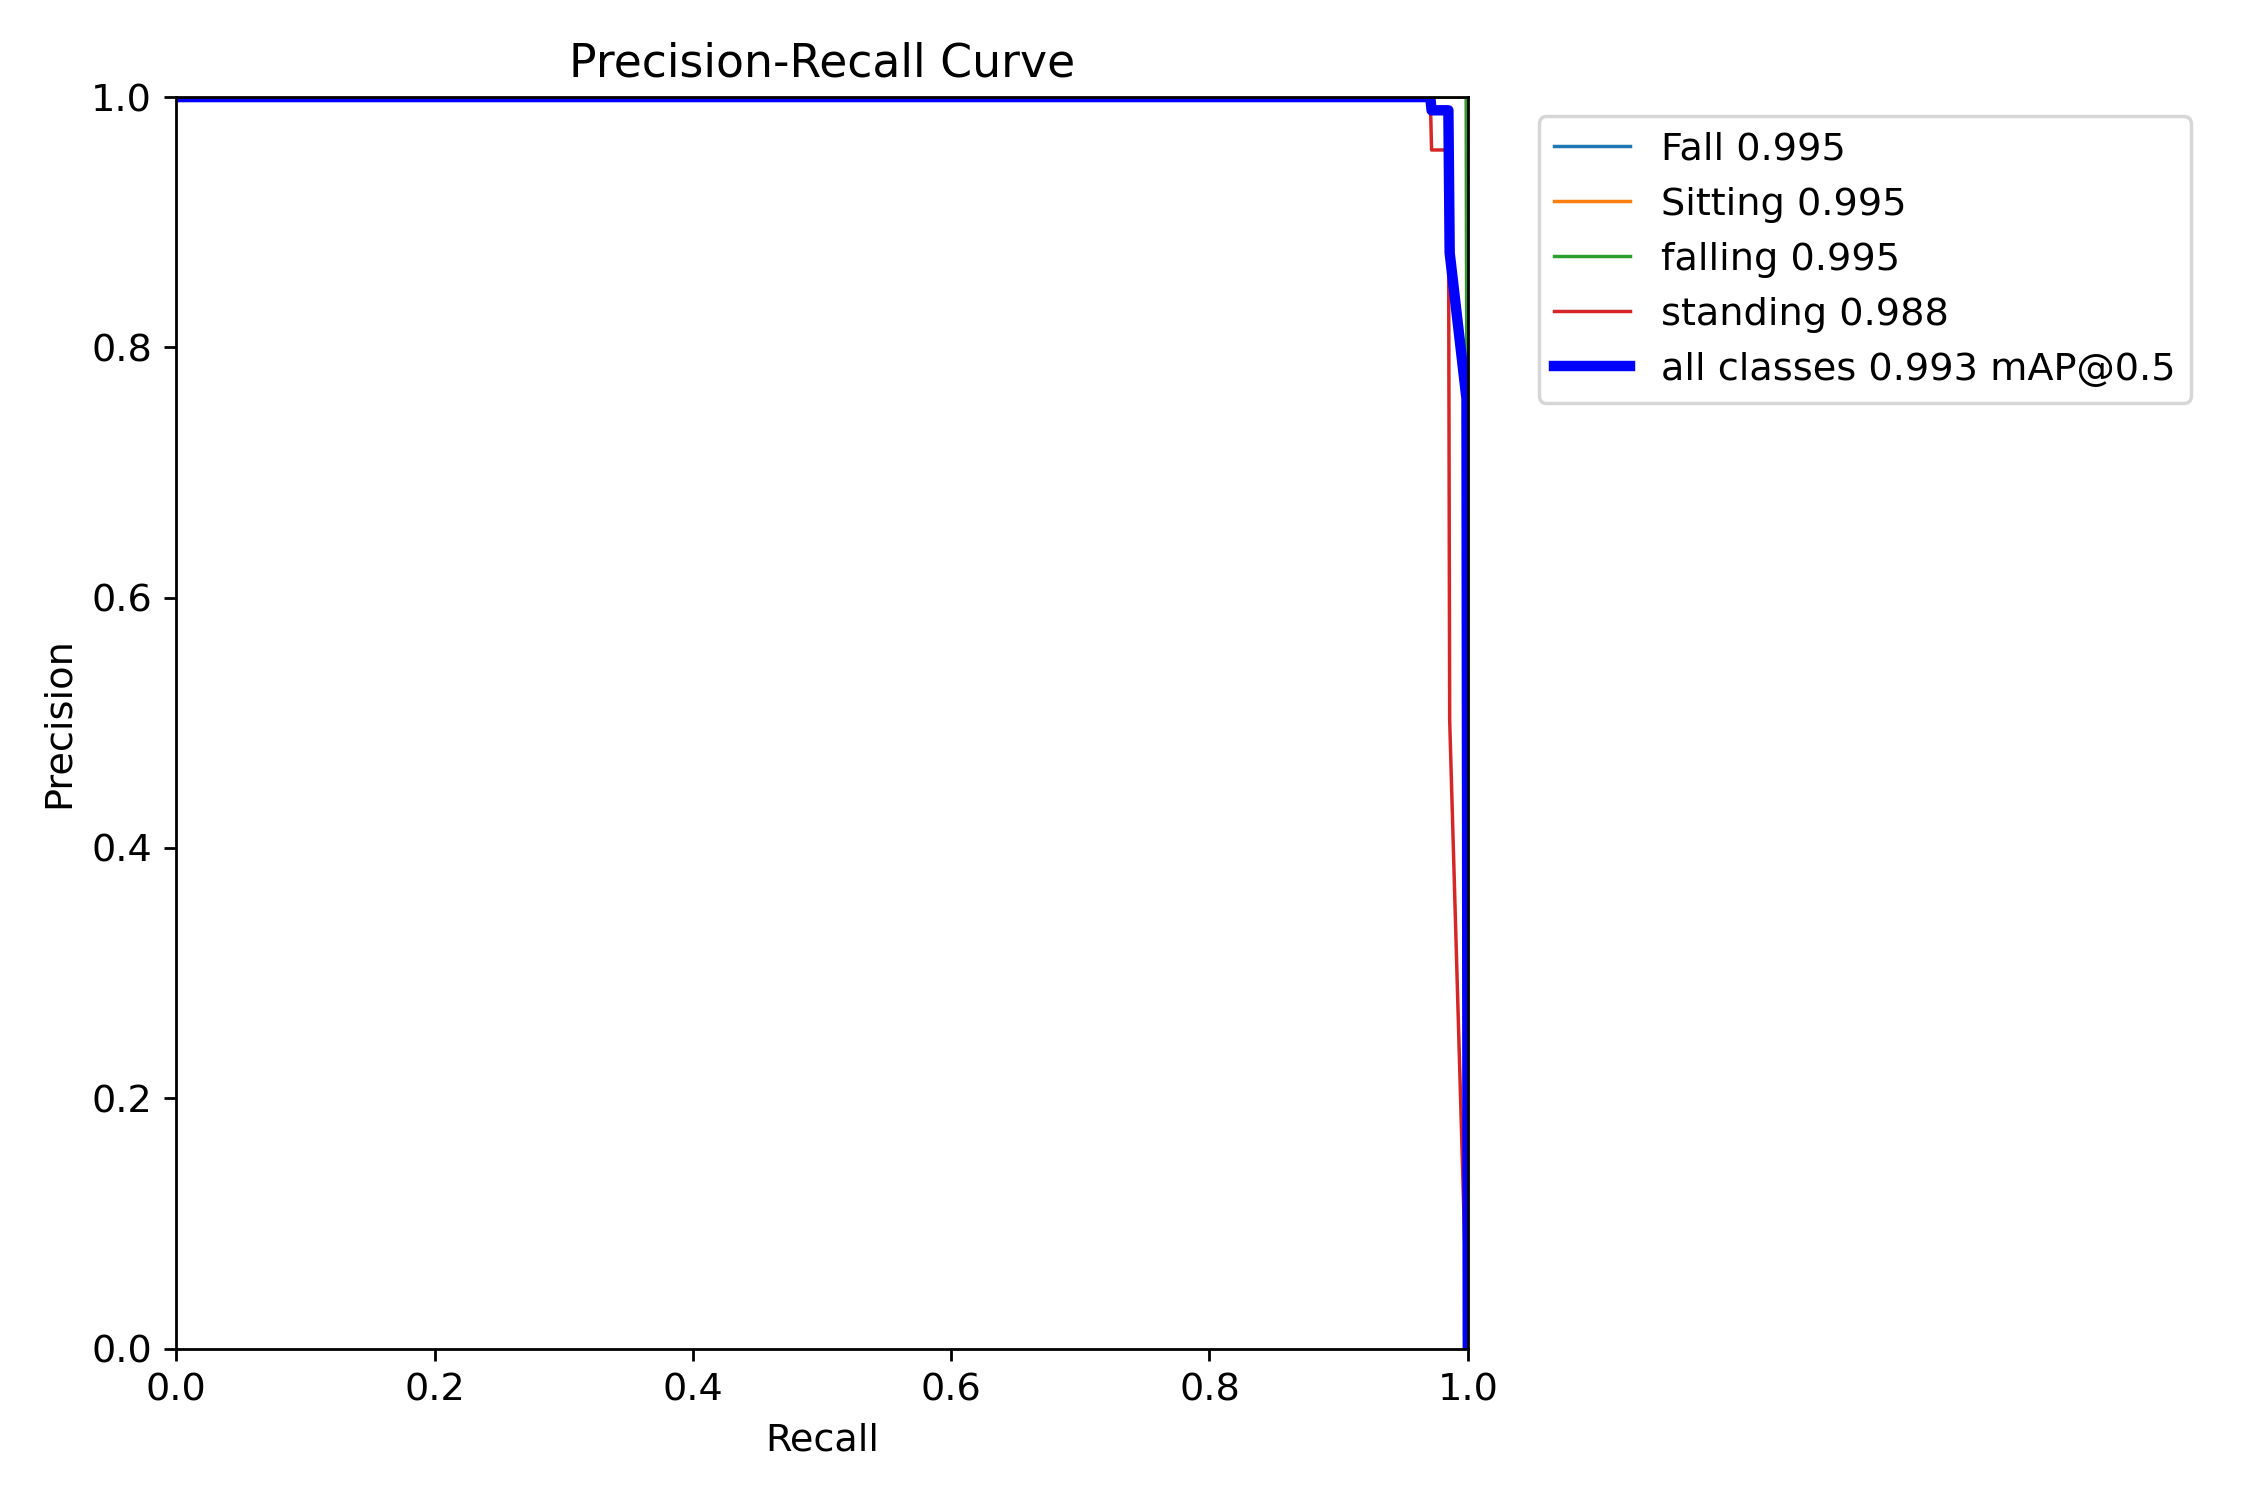 Precision-Recall Curve
1.0
0.8
0.6
0.4
0.2
0.0
0.0 0.2 0.4 0.6 0.8 1.0
Precision
Recall
Fall 0.995
Sitting 0.995
falling 0.995
standing 0.988
all classes 0.993 mAP@0.5